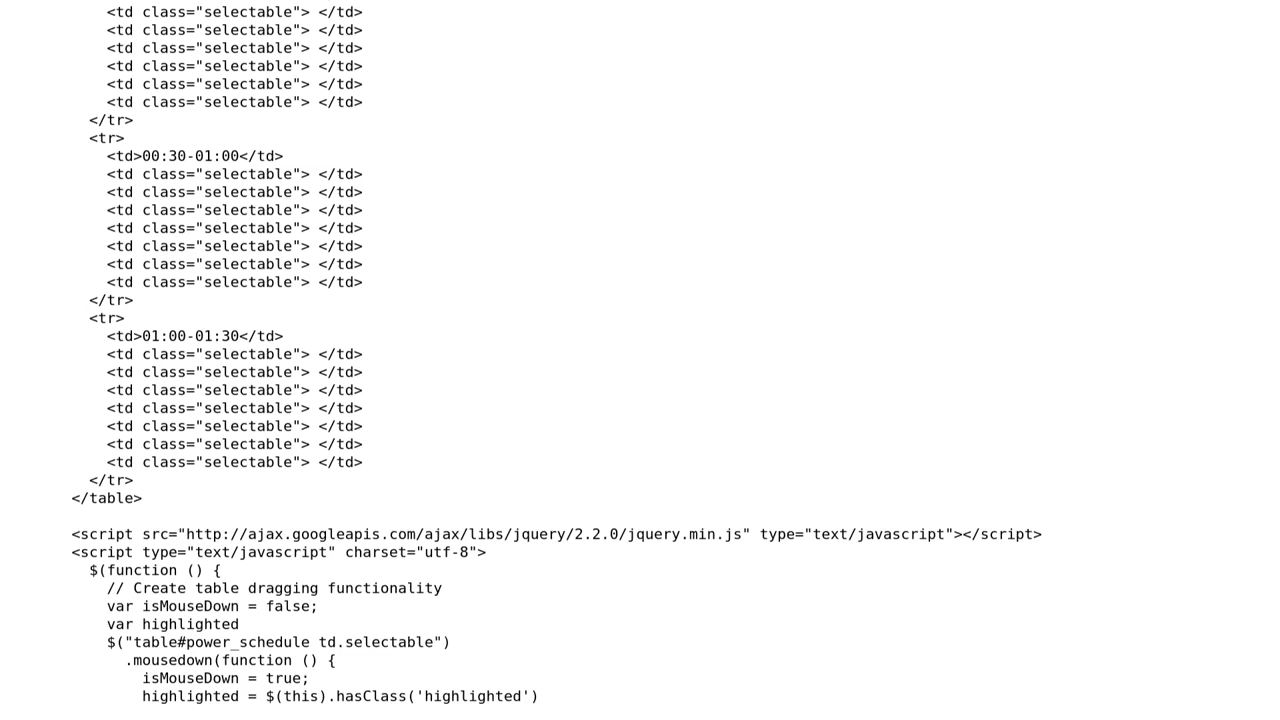 <td class="selectable"> </td>
    <td class="selectable"> </td>
    <td class="selectable"> </td>
    <td class="selectable"> </td>
    <td class="selectable"> </td>
    <td class="selectable"> </td>
  </tr>
  <tr>
    <td>00:30-01:00</td>
    <td class="selectable"> </td>
    <td class="selectable"> </td>
    <td class="selectable"> </td>
    <td class="selectable"> </td>
    <td class="selectable"> </td>
    <td class="selectable"> </td>
    <td class="selectable"> </td>
  </tr>
  <tr>
    <td>01:00-01:30</td>
    <td class="selectable"> </td>
    <td class="selectable"> </td>
    <td class="selectable"> </td>
    <td class="selectable"> </td>
    <td class="selectable"> </td>
    <td class="selectable"> </td>
    <td class="selectable"> </td>
  </tr>
</table>

<script src="http://ajax.googleapis.com/ajax/libs/jquery/2.2.0/jquery.min.js" type="text/javascript"></script>
<script type="text/javascript" charset="utf-8">
  $(function () {
    // Create table dragging functionality
    var isMouseDown = false;
    var highlighted
    $("table#power_schedule td.selectable")
      .mousedown(function () {
        isMouseDown = true;
        highlighted = $(this).hasClass('highlighted')